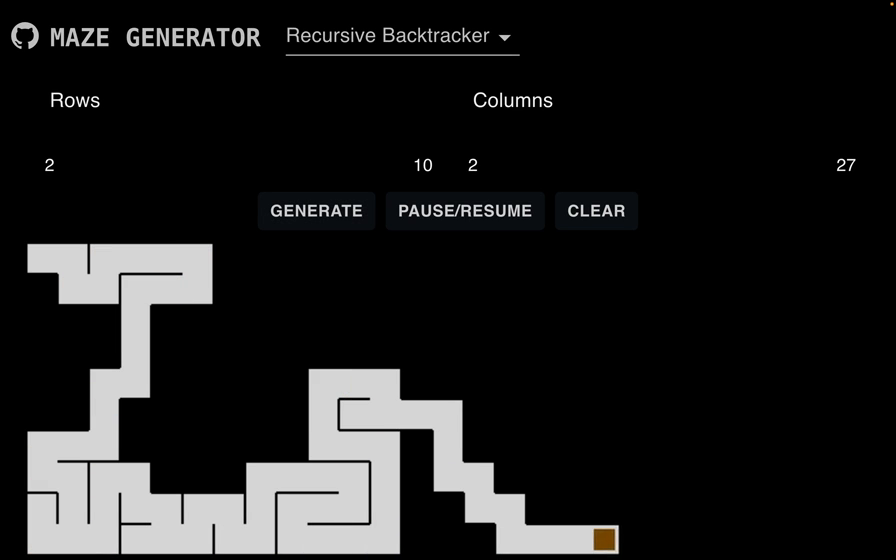 MAZE GENERATOR Recursive Backtracker
Rows Columns
2 10 2 27
GENERATE PAUSE/RESUME CLEAR